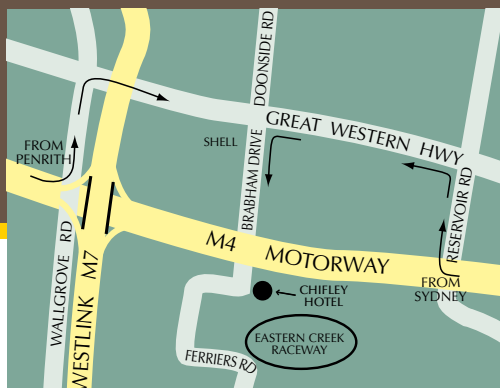 DOONSIDE RD
GREAT WESTERN HWY
SHELL
FROM
PENRITH
BRABHAM DRIVE
RESERVOIR RD
M4 MOTORWAY
WALLGROVE RD
WESTLINK M7
CHIFLEY
HOTEL
FROM
SYDNEY
EASTERN CREEK
RACEWAY
FERRIERS RD